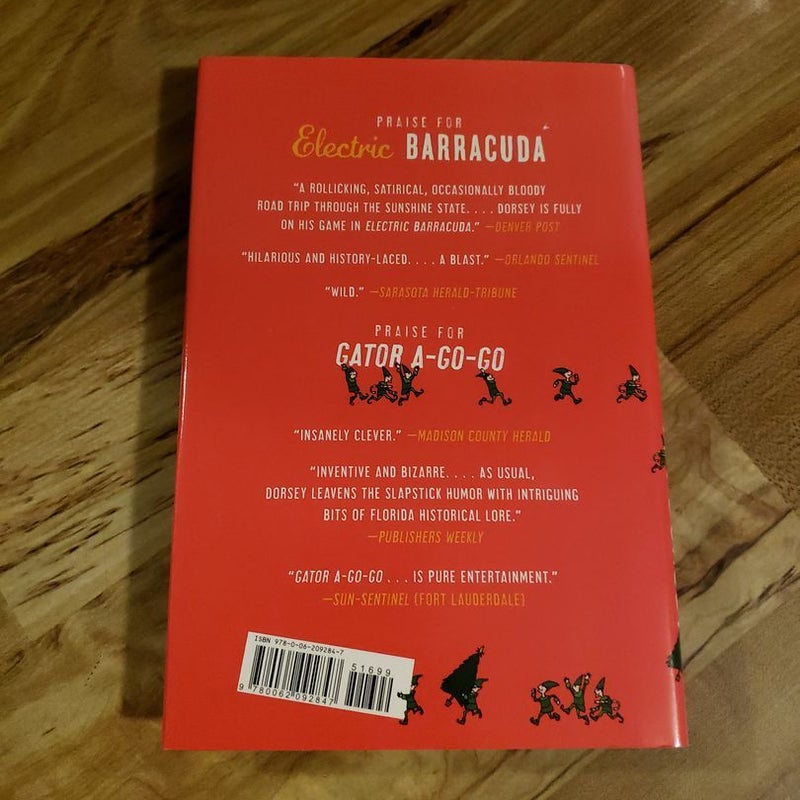 PRAISE FOR
Electric BARRACUDA
"A ROLLICKING, SATIRICAL, OCCASIONALLY BLOODY
ROAD TRIP THROUGH THE SUNSHINE STATE. . . . DORSEY IS FULLY
ON HIS GAME IN ELECTRIC BARRACUDA." —DENVER POST
"HILARIOUS AND HISTORY-LACED. . . . A BLAST." —ORLANDO SENTINEL
"WILD." —SARASOTA HERALD-TRIBUNE
PRAISE FOR
GATOR A-GO-GO
"INSANELY CLEVER." —MADISON COUNTY HERALD
"INVENTIVE AND BIZARRE. . . . AS USUAL,
DORSEY LEAVENS THE SLAPSTICK HUMOR WITH INTRIGUING
BITS OF FLORIDA HISTORICAL LORE."
—PUBLISHERS WEEKLY
"GATOR A-GO-GO . . . IS PURE ENTERTAINMENT."
—SUN-SENTINEL (FORT LAUDERDALE)
ISBN 978-0-06-209284-7
51699
9 780062 092847